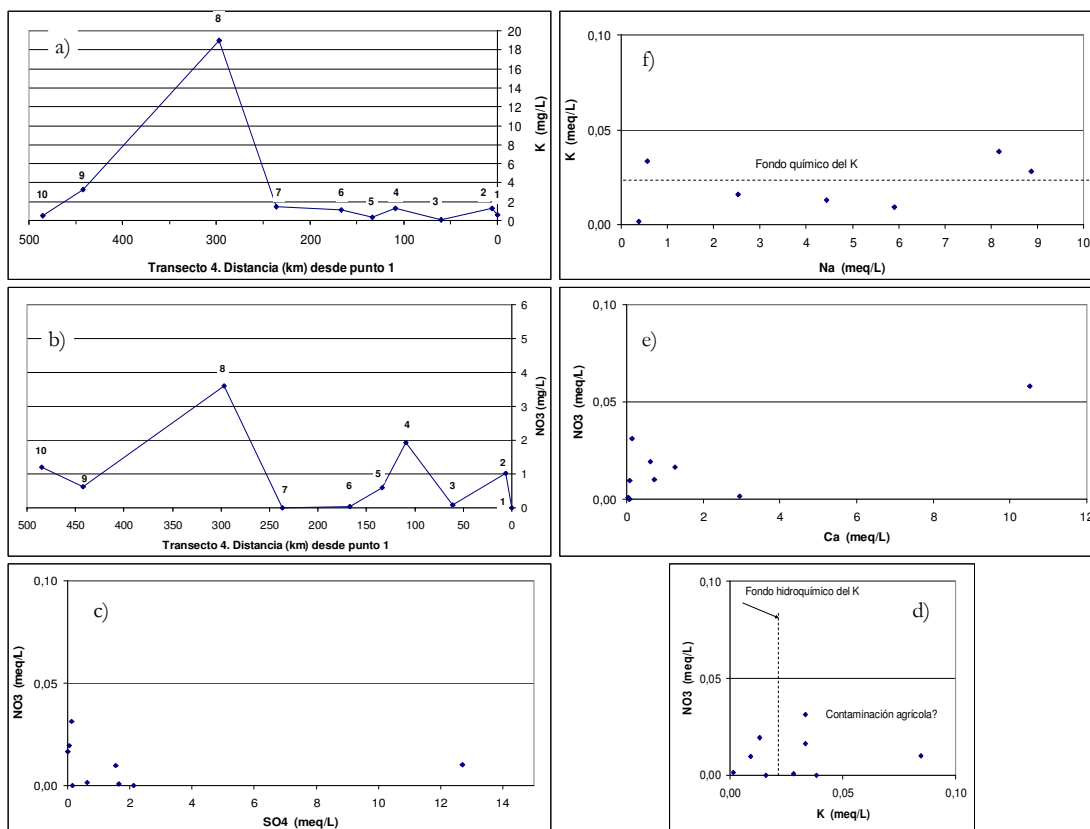 a)
8
9
10
7
6
5
4
3
2
1
20
18
16
14
12
10
8
6
4
2
0
K (mg/L)
500 400 300 200 100 0
Transecto 4. Distancia (km) desde punto 1
f)
0,10
0,05
0,00
K (meq/L)
Fondo químico del K
0 1 2 3 4 5 6 7 8 9 10
Na (meq/L)
b)
10
9
8
7
6
5
4
3
2
1
6
5
4
3
2
1
0
NO3 (mg/L)
500 450 400 350 300 250 200 150 100 50 0
Transecto 4. Distancia (km) desde punto 1
e)
0,10
0,05
0,00
NO3 (meq/L)
0 2 4 6 8 10 12
Ca (meq/L)
c)
0,10
0,05
0,00
NO3 (meq/L)
0 2 4 6 8 10 12 14
SO4 (meq/L)
Fondo hidroquímico del K
d)
0,10
0,05
0,00
NO3 (meq/L)
Contaminación agrícola?
0,00 0,05 0,10
K (meq/L)